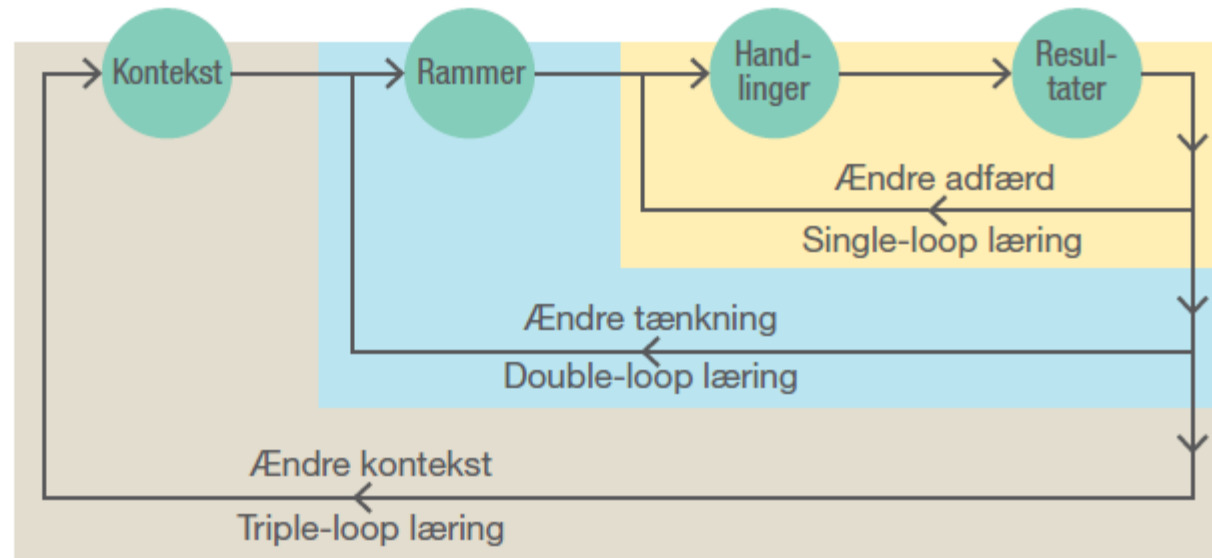 Kontekst
Rammer
Hand-
linger
Resul-
tater
Ændre adfærd
Single-loop læring
Ændre tænkning
Double-loop læring
Ændre kontekst
Triple-loop læring